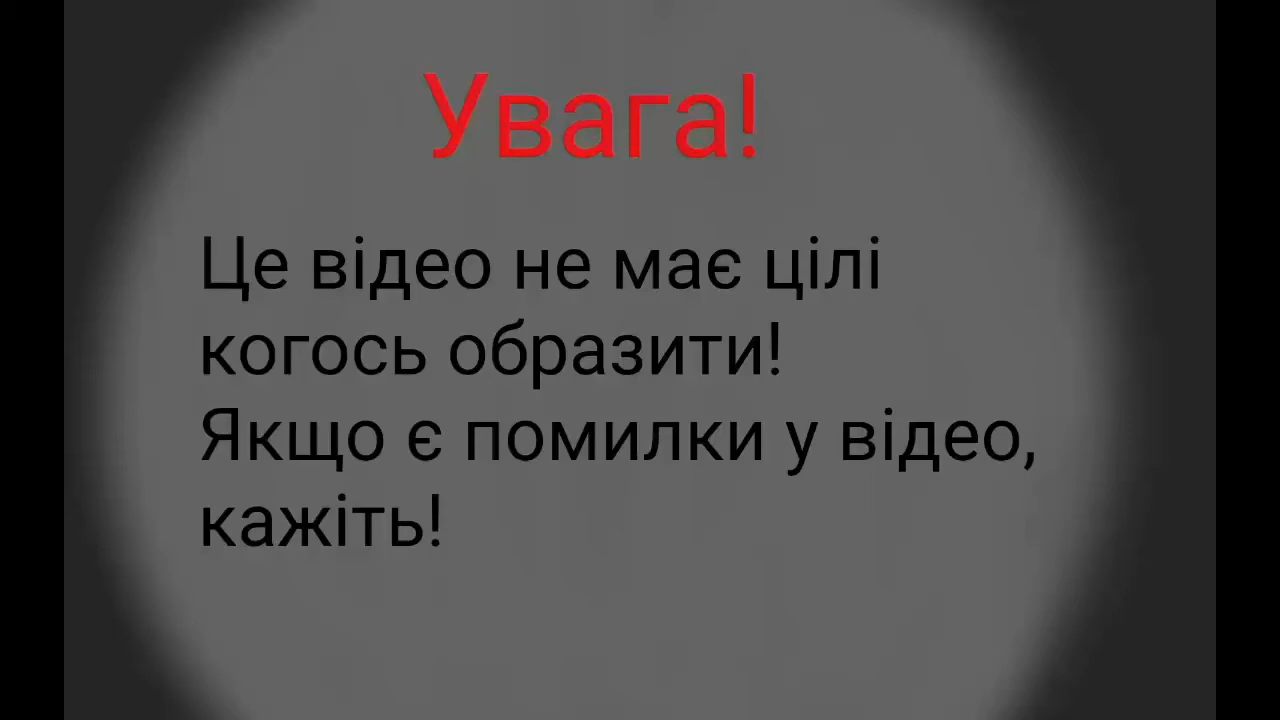 Увага!
Це відео не має цілі
когось образити!
Якщо є помилки у відео,
кажіть!